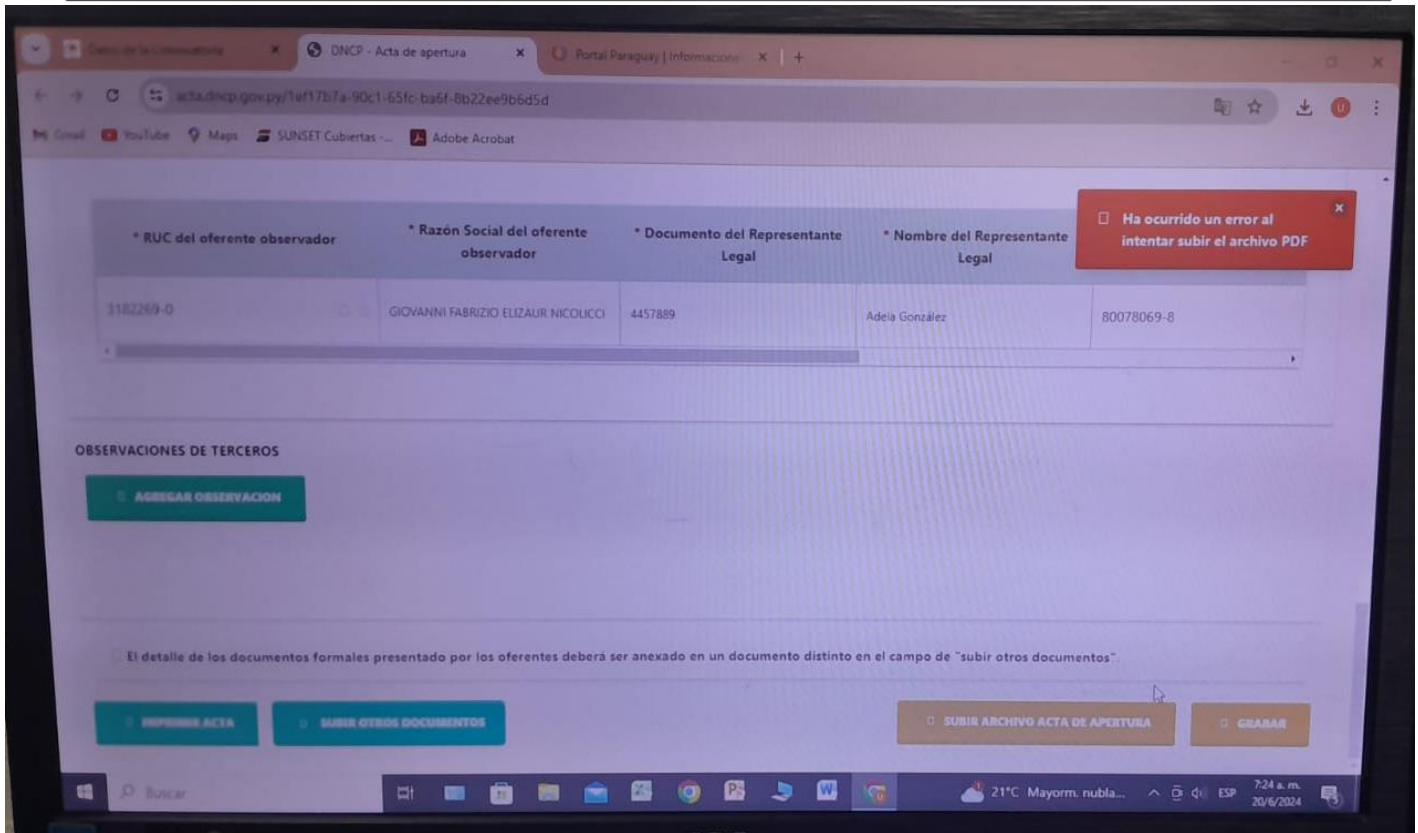 DNCP - Acta de apertura
Portal Paraguay | Informacione
acta.dncp.gov.py/1ef17b7a-90c1-65fc-ba6f-8b22ee9b6d5d
Gmail YouTube Maps SUNSET Cubiertas -... Adobe Acrobat
Ha ocurrido un error al
intentar subir el archivo PDF
* RUC del oferente observador
* Razón Social del oferente
observador
* Documento del Representante
Legal
* Nombre del Representante
Legal
3182269-0
GIOVANNI FABRIZIO ELIZAUR NICOLICCI
4457889
Adela González
80078069-8
OBSERVACIONES DE TERCEROS
AGREGAR OBSERVACION
El detalle de los documentos formales presentado por los oferentes deberá ser anexado en un documento distinto en el campo de "subir otros documentos".
IMPRIMIR ACTA
SUBIR OTROS DOCUMENTOS
SUBIR ARCHIVO ACTA DE APERTURA
GRABAR
Buscar
21°C Mayorm. nubla...
ESP
7:24 a. m.
20/6/2024